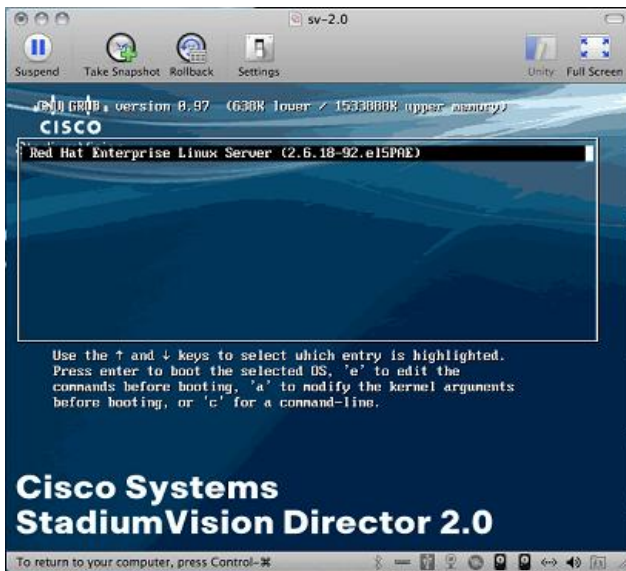 sv-2.0
Suspend Take Snapshot Rollback Settings Unity Full Screen
GNU GRUB version 0.97 (638K lower / 1533888K upper memory)
CISCO
Red Hat Enterprise Linux Server (2.6.18-92.el5PAE)
Use the ↑ and ↓ keys to select which entry is highlighted.
Press enter to boot the selected OS, 'e' to edit the
commands before booting, 'a' to modify the kernel arguments
before booting, or 'c' for a command-line.
Cisco Systems
StadiumVision Director 2.0
To return to your computer, press Control-⌘